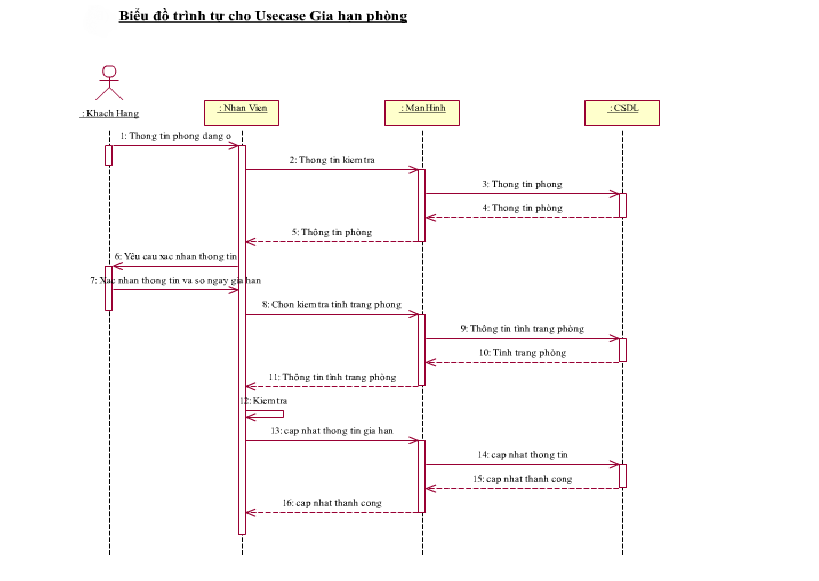 Biểu đồ trình tự cho Usecase Gia han phòng
: Khach Hang
: Nhan Vien
: ManHinh
: CSDL
1: Thong tin phong dang o
2: Thong tin kiem tra
3: Thong tin phong
4: Thong tin phòng
5: Thông tin phòng
6: Yêu cau xac nhan thong tin
7: Xac nhan thong tin va so ngay gia han
8: Chon kiem tra tinh trang phong
9: Thông tin tình trang phòng
10: Tình trang phòng
11: Thông tin tình trang phòng
12: Kiem tra
13: cap nhat thong tin gia han
14: cap nhat thong tin
15: cap nhat thanh cong
16: cap nhat thanh cong